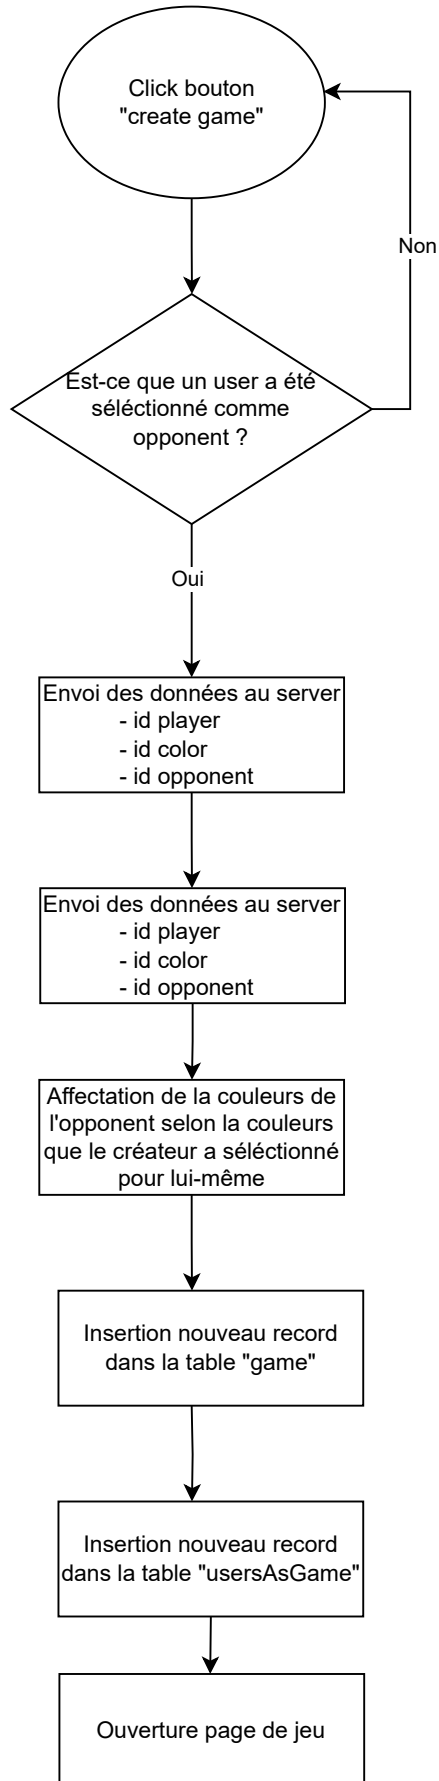 Click bouton
"create game"
Non
Est-ce que un user a été
séléctionné comme
opponent ?
Oui
Envoi des données au server
- id player
- id color
- id opponent
Envoi des données au server
- id player
- id color
- id opponent
Affectation de la couleurs de
l'opponent selon la couleurs
que le créateur a séléctionné
pour lui-même
Insertion nouveau record
dans la table "game"
Insertion nouveau record
dans la table "usersAsGame"
Ouverture page de jeu